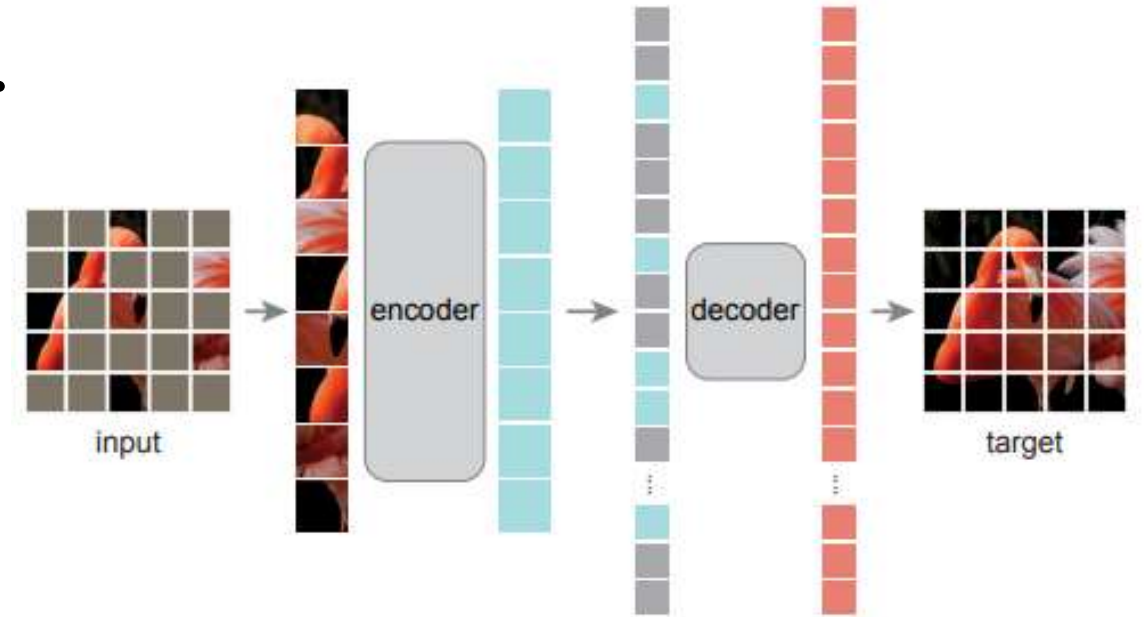 encoder
decoder
input
target